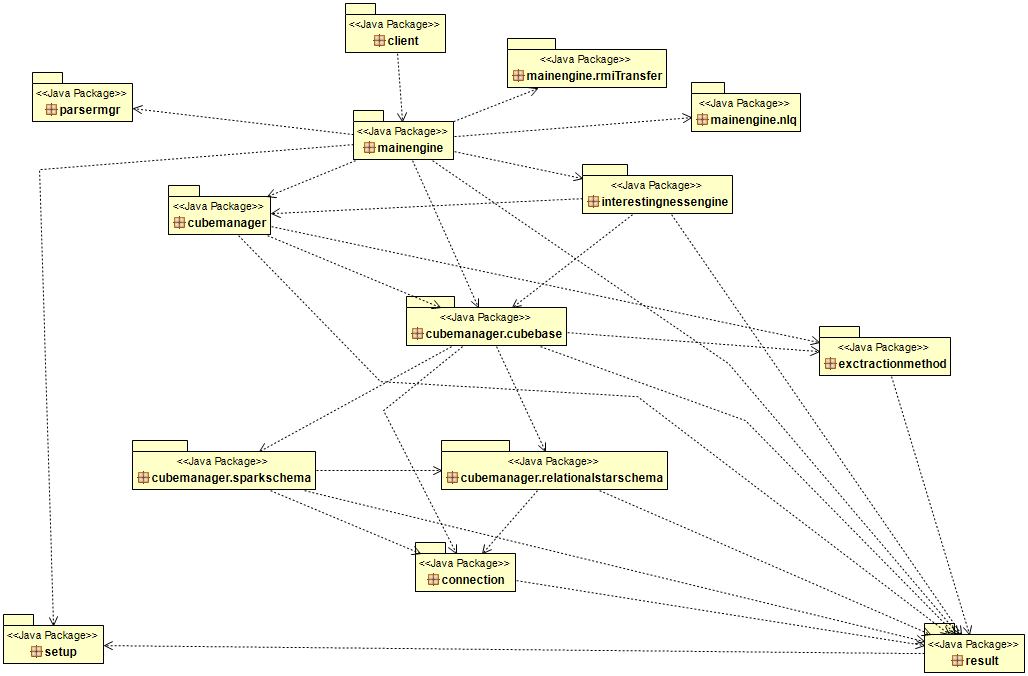 <<Java Package>>
client
<<Java Package>>
mainengine.rmiTransfer
<<Java Package>>
parsermgr
<<Java Package>>
mainengine.nlq
<<Java Package>>
mainengine
<<Java Package>>
interestingnessengine
<<Java Package>>
cubemanager
<<Java Package>>
cubemanager.cubebase
<<Java Package>>
exctractionmethod
<<Java Package>>
cubemanager.sparkschema
<<Java Package>>
cubemanager.relationalstarschema
<<Java Package>>
connection
<<Java Package>>
setup
<<Java Package>>
result